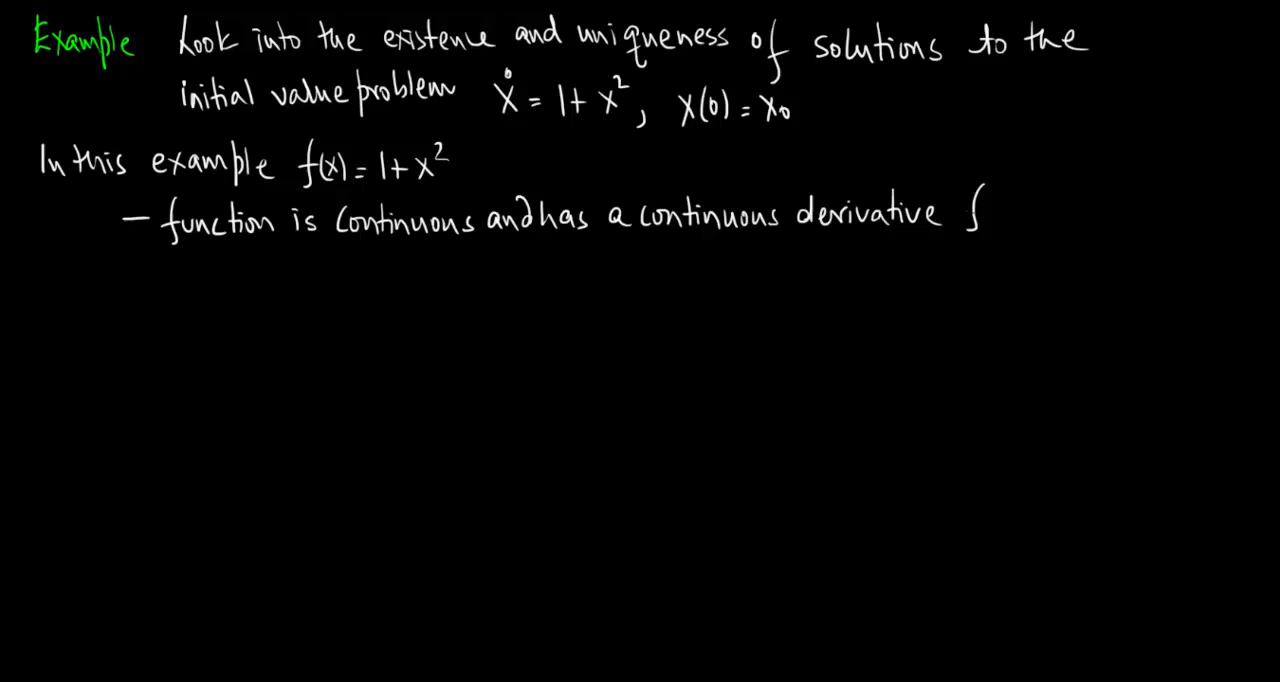 Example Look into the existence and uniqueness of solutions to the
initial value problem ẋ = 1 + x², x(0) = x₀
In this example f(x) = 1 + x²
— function is continuous and has a continuous derivative f